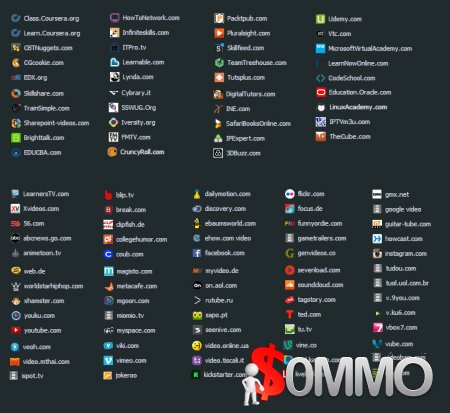 Class.Coursera.org
HowToNetwork.com
Packtpub.com
Udemy.com
Learn.Coursera.org
Infiniteskills.com
Pluralsight.com
Vtc.com
CBTNuggets.com
ITPro.tv
Skillfeed.com
MicrosoftVirtualAcademy.com
CGcookie.com
Learnable.com
TeamTreehouse.com
LearnNowOnline.com
EDX.org
Lynda.com
Tutsplus.com
CodeSchool.com
Skillshare.com
Cybrary.it
DigitalTutors.com
Education.Oracle.com
TrainSimple.com
SSWUG.Org
INE.com
LinuxAcademy.com
Sharepoint-videos.com
Iversity.org
SafariBooksOnline.com
IPTVm3u.com
Brighttalk.com
PMTV.com
IPExpert.com
TheCube.com
EDUCBA.com
CruncyRoll.com
3DBuzz.com
LearnersTV.com
blip.tv
dailymotion.com
flickr.com
gmx.net
Xvideos.com
break.com
discovery.com
focus.de
google video
56.com
dipfish.de
ebaumsworld.com
funnyordie.com
guitar-tube.com
abcnews.go.com
collegehumor.com
ehow.com video
gametrailers.com
howcast.com
animetoon.tv
coub.com
facebook.com
genvideos.co
instagram.com
web.de
magisto.com
myvideo.de
sevenload.com
tudou.com
worldstarhiphop.com
metacafe.com
on.aol.com
soundcloud.com
tual.uol.com.br
xhamster.com
mgoon.com
rutube.ru
tagstory.com
v.9you.com
youku.com
miomio.tv
sapo.pt
ted.com
v.ku6.com
youtube.com
myspace.com
seenive.com
tu.tv
vbox7.com
veoh.com
viki.com
video.online.ua
vine.co
vube.com
video.mthai.com
vimeo.com
video.tiscali.it
ispot.tv
jokeroo
kickstarter.com
$OMMO